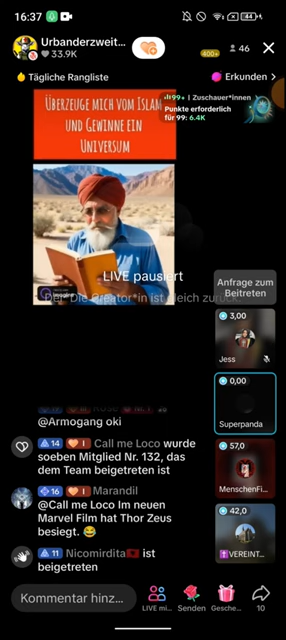 16:37
44
Urbanderzweit...
33.9K
400+
46
Tägliche Rangliste
Erkunden >
99+ | Zuschauer*innen
Punkte erforderlich
für 99: 6.4K
ÜBERZEUGE MICH VOM ISLAM
UND GEWINNE EIN
UNIVERSUM
LIVE pausiert
Der*Die Creator*in ist gleich zurück.
Anfrage zum
Beitreten
3,00
Jess
0,00
Superpanda
57,0
MenschenFi...
42,0
VEREINT...
@Armogang oki
14 I Call me Loco wurde
soeben Mitglied Nr. 132, das
dem Team beigetreten ist
16 I Marandil
@Call me Loco Im neuen
Marvel Film hat Thor Zeus
besiegt. 😂
11 Nicomirdita🇦🇱 ist
beigetreten
Kommentar hinz...
LIVE mi...
Senden
Gesche...
10